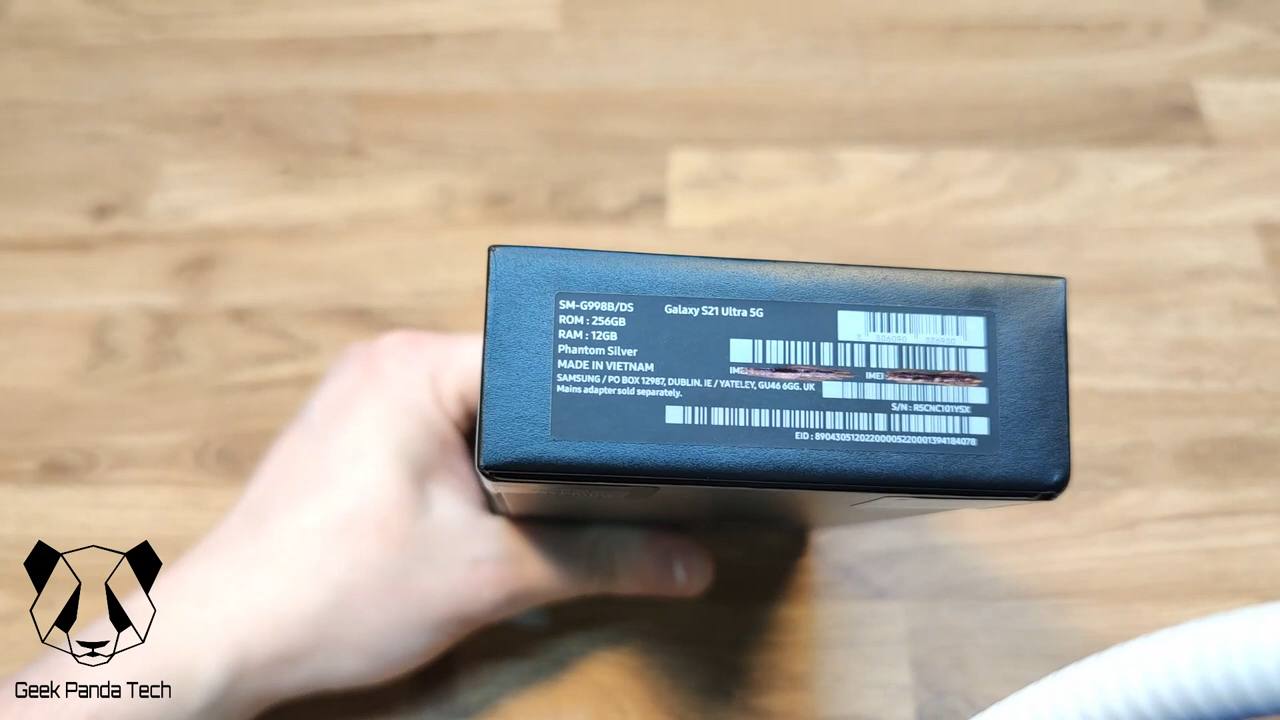 SM-G998B/DS Galaxy S21 Ultra 5G
ROM : 256GB
RAM : 12GB
Phantom Silver
MADE IN VIETNAM
SAMSUNG / PO BOX 12987, DUBLIN. IE / YATELEY, GU46 6GG. UK
Mains adapter sold separately.
IMEI
S/N : R5CNC101YSX
EID : 89043051202200005220001394184078
Geek Panda Tech